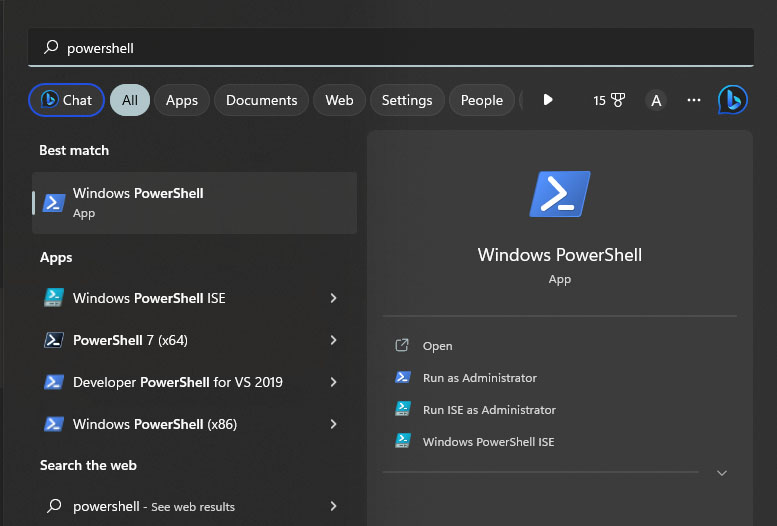 powershell
Chat
All
Apps
Documents
Web
Settings
People
15
A
Best match
Windows PowerShell
App
Apps
Windows PowerShell ISE
PowerShell 7 (x64)
Developer PowerShell for VS 2019
Windows PowerShell (x86)
Search the web
powershell - See web results
Windows PowerShell
App
Open
Run as Administrator
Run ISE as Administrator
Windows PowerShell ISE